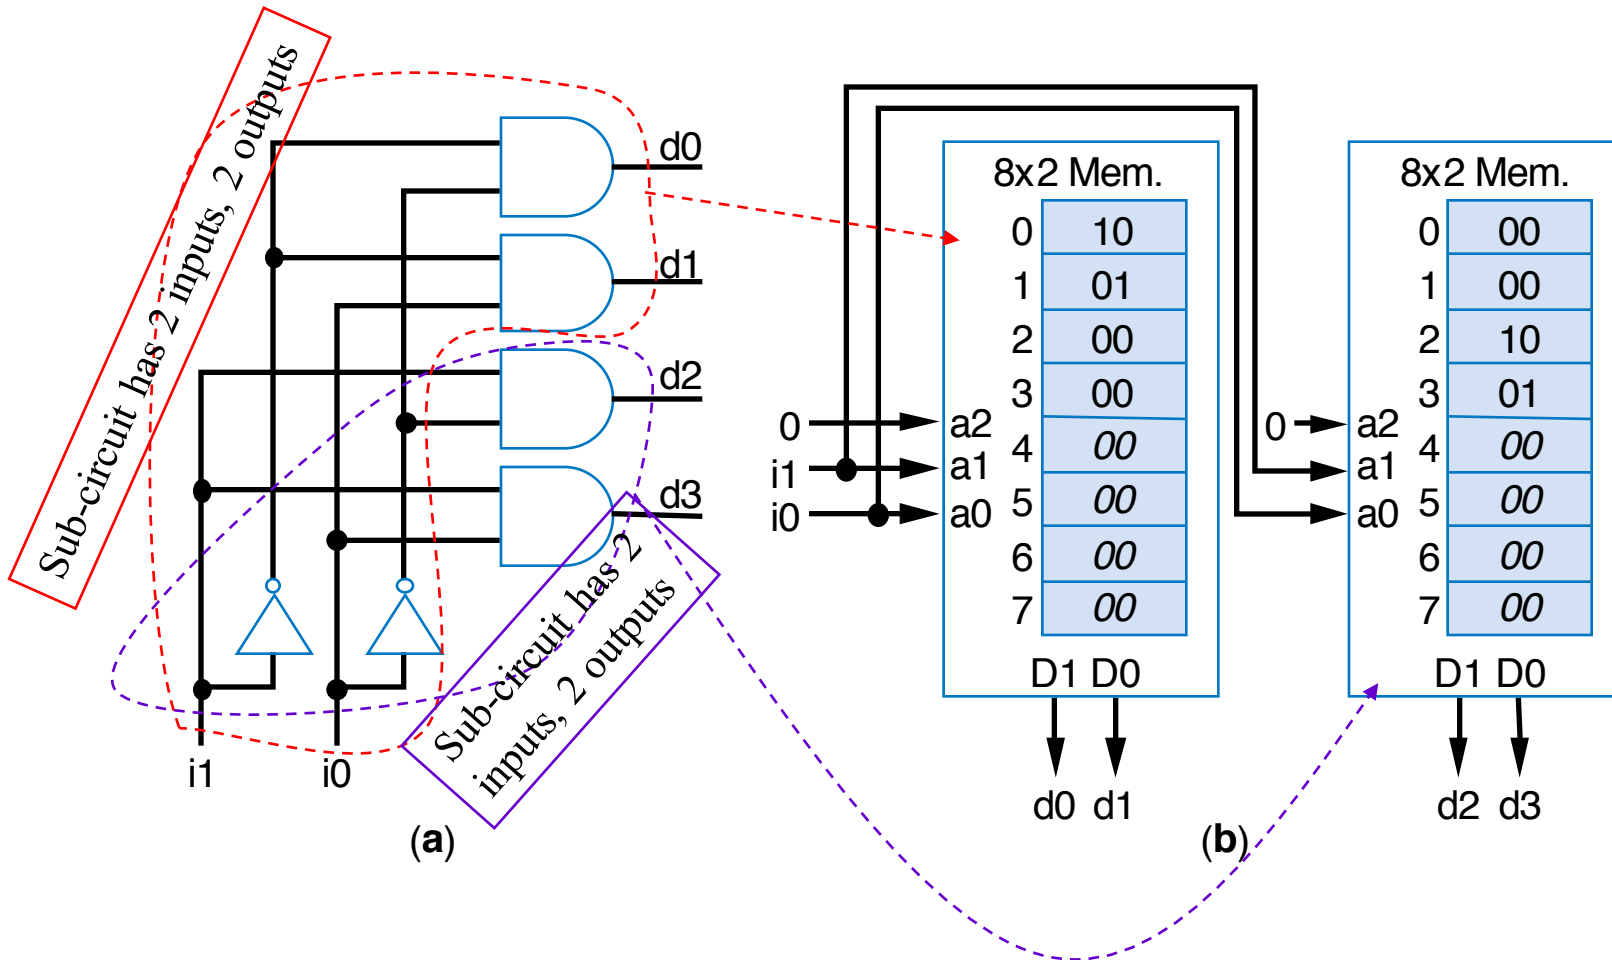 Sub-circuit has 2 inputs, 2 outputs
d0
d1
d2
d3
Sub-circuit has 2
inputs, 2 outputs
i1 i0
(a)
8x2 Mem.
0 10
1 01
2 00
3 00
4 00
5 00
6 00
7 00
0 a2
i1 a1
i0 a0
D1 D0
d0 d1
(b)
8x2 Mem.
0 00
1 00
2 10
3 01
4 00
5 00
6 00
7 00
0 a2
a1
a0
D1 D0
d2 d3